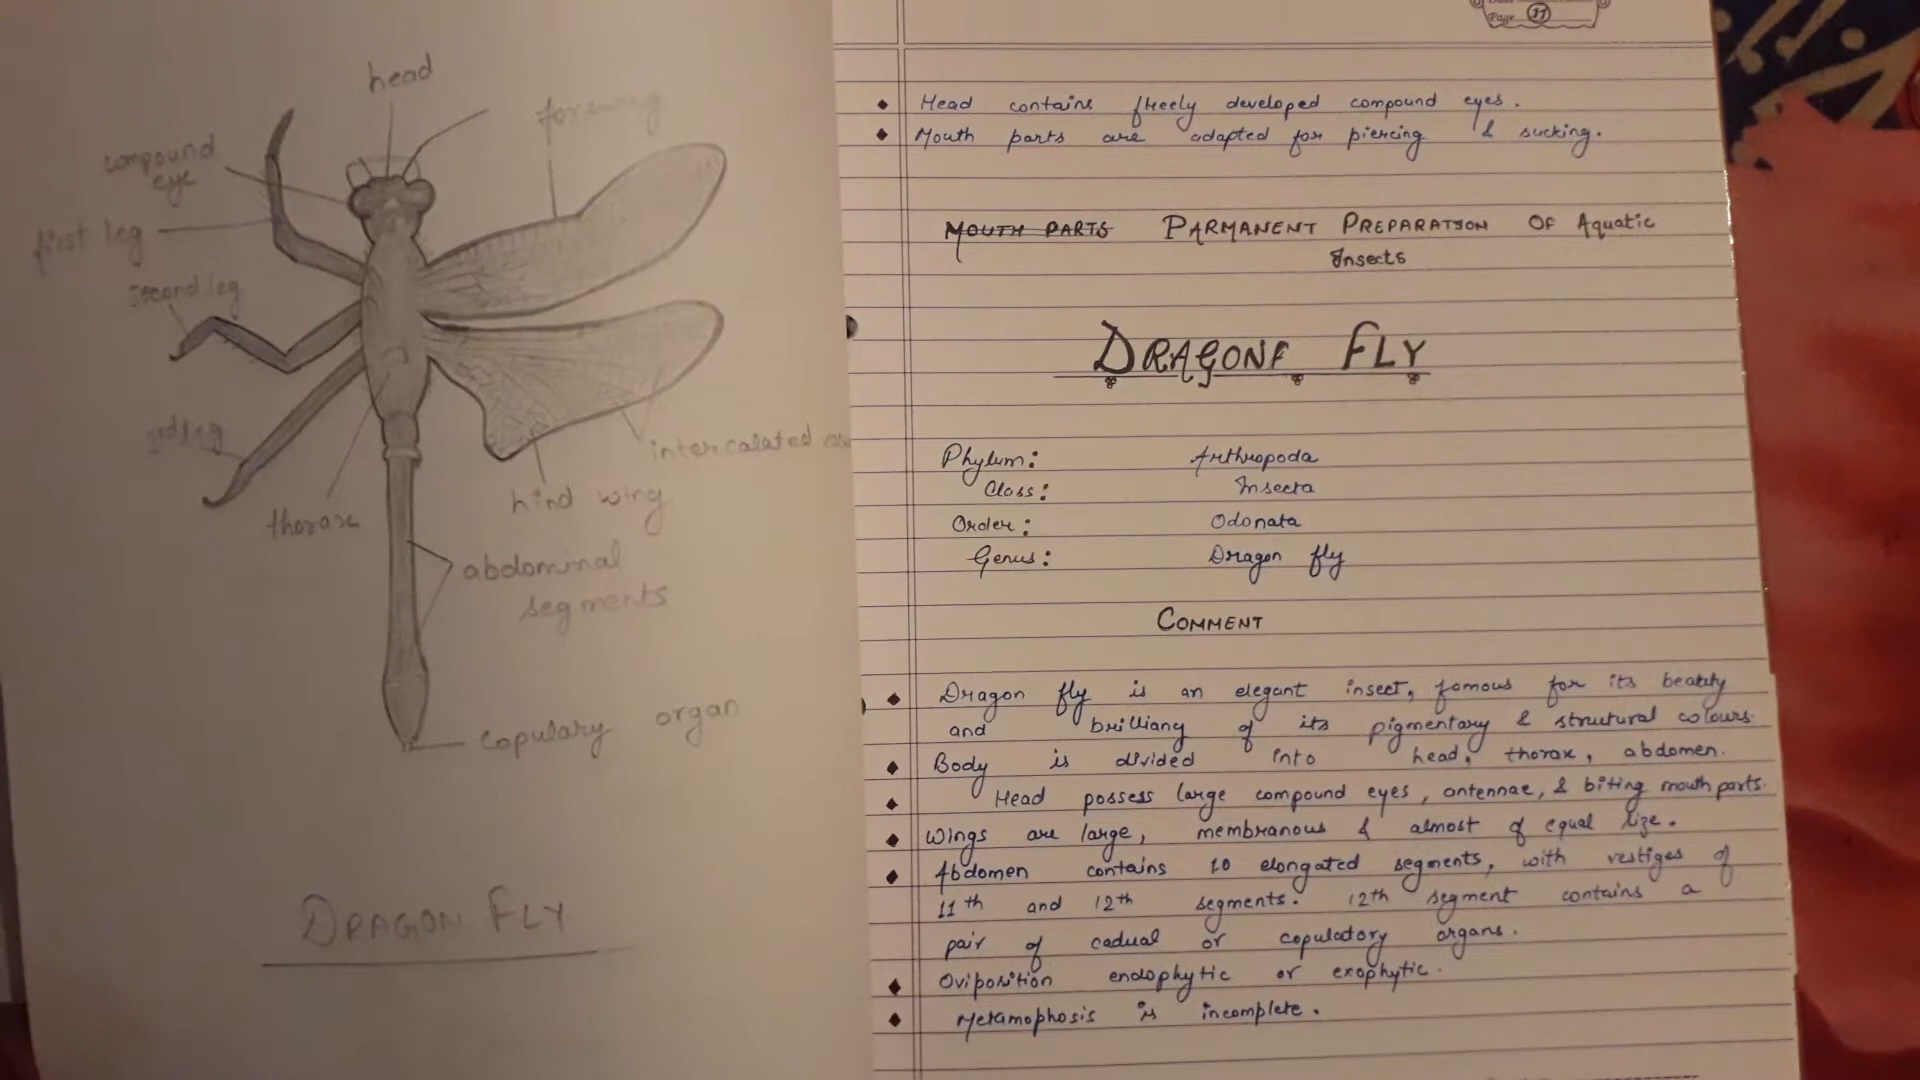 head
forewing
compound
eye
first leg
second leg
3rd leg
thorax
hind wing
intercalated
abdominal
segments
copulary organ
DRAGON FLY
Page 11
Head contains freely developed compound eyes.
Mouth parts are adapted for piercing & sucking.
MOUTH PARTS PARMANENT PREPARATION OF Aquatic
Insects
DRAGON FLY
Phylum: Arthropoda
Class: Insecta
Order: Odonata
Genus: Dragon fly
COMMENT
Dragon fly is an elegant insect, famous for its beauty
and brilliany of its pigmentary & strutural colours.
Body is divided into head, thorax, abdomen.
Head possess large compound eyes, antennae, & biting mouth parts.
Wings are large, membranous & almost of equal size.
Abdomen contains 10 elongated segments, with vestiges of
11th and 12th segments. 12th segment contains a
pair of cadual or copulatory organs.
Oviposition endophytic or exophytic.
Metamophosis is incomplete.